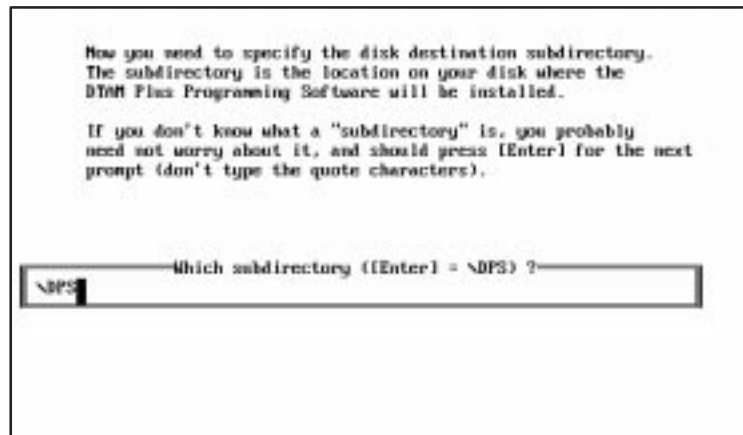 Now you need to specify the disk destination subdirectory.
The subdirectory is the location on your disk where the
DTAM Plus Programming Software will be installed.
If you don't know what a "subdirectory" is, you probably
need not worry about it, and should press [Enter] for the next
prompt (don't type the quote characters).
Which subdirectory ([Enter] = \DPS) ?
\DPS